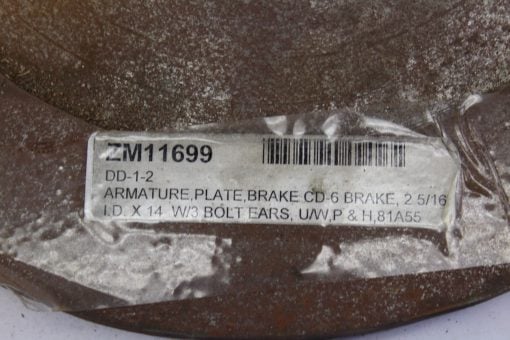 ZM11699
DD-1-2
ARMATURE,PLATE,BRAKE CD-6 BRAKE, 2 5/16
I.D. X 14 W/3 BOLT EARS, U/W,P & H,81A55